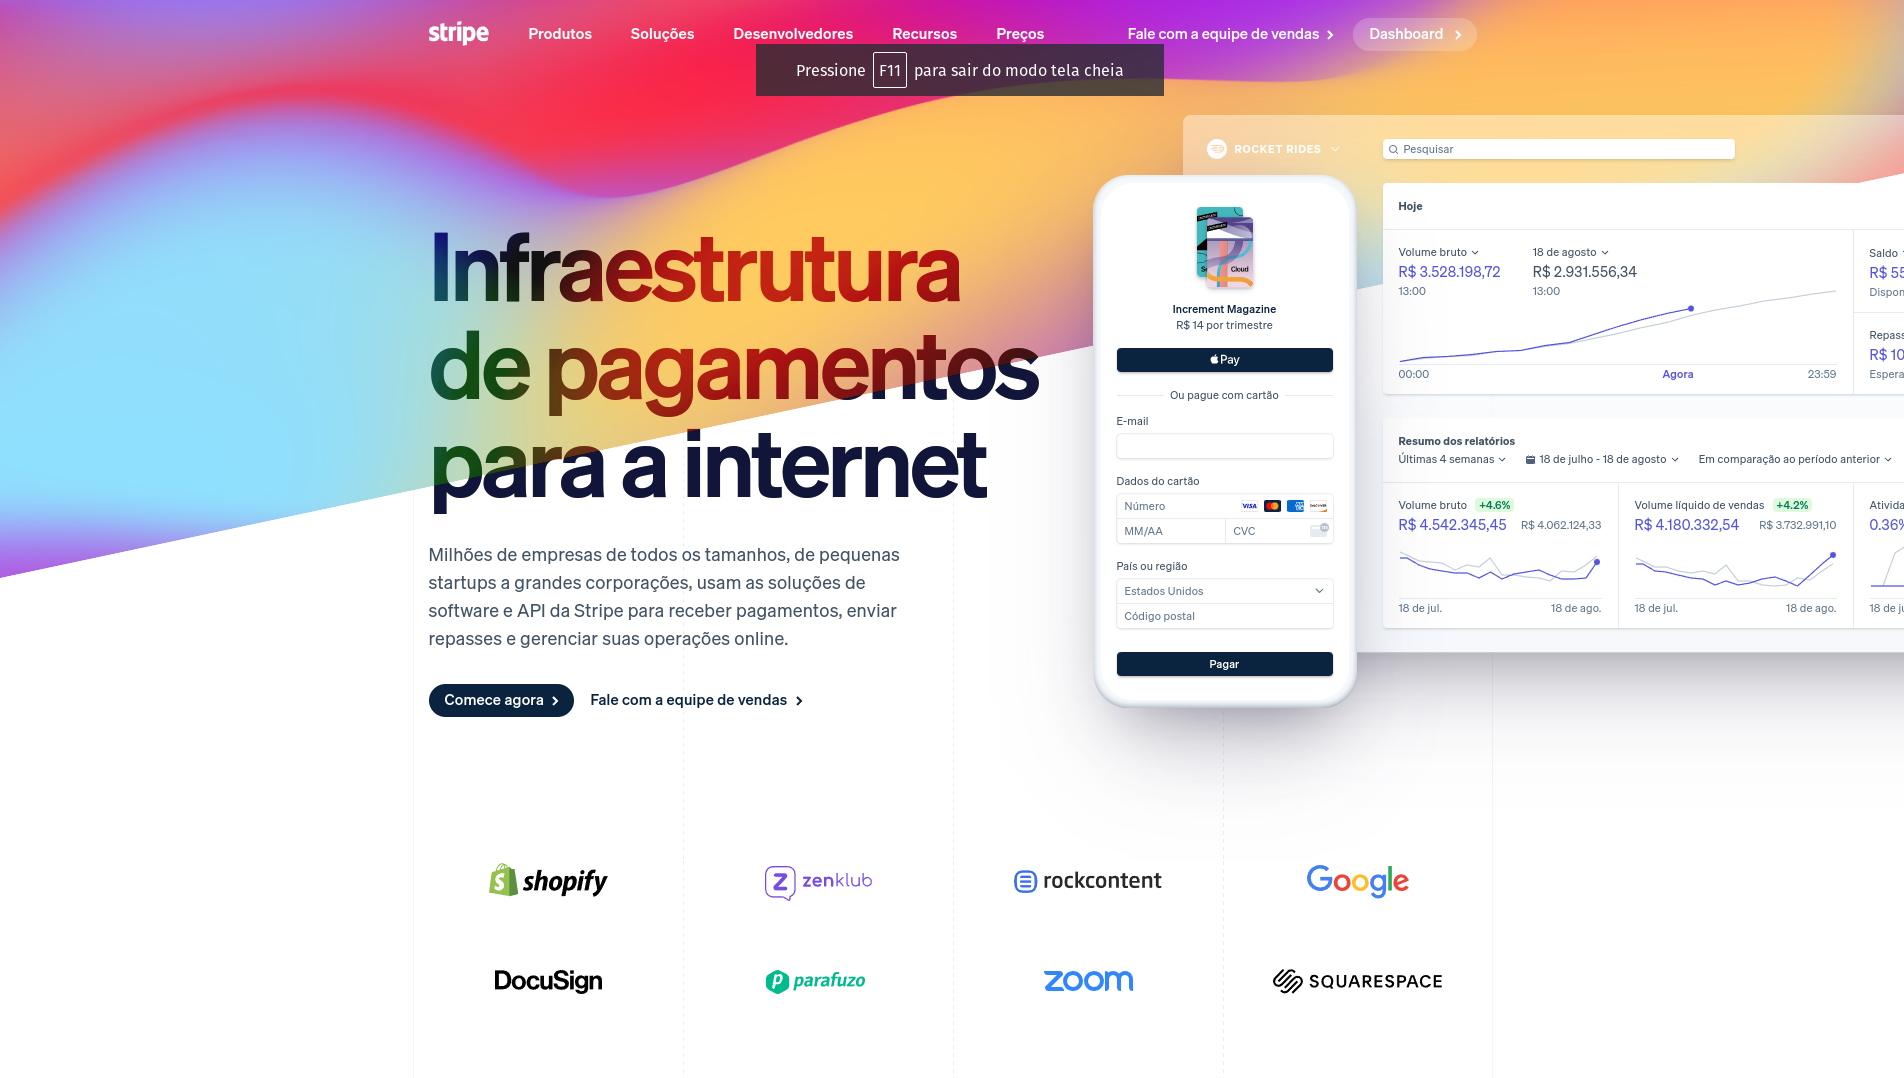 stripe
Produtos Soluções Desenvolvedores Recursos Preços Fale com a equipe de vendas Dashboard
Pressione F11 para sair do modo tela cheia
Infraestrutura
de pagamentos
para a internet
Milhões de empresas de todos os tamanhos, de pequenas
startups a grandes corporações, usam as soluções de
software e API da Stripe para receber pagamentos, enviar
repasses e gerenciar suas operações online.
Comece agora
Fale com a equipe de vendas
Cloud
Increment Magazine
R$ 14 por trimestre
Pay
Ou pague com cartão
E-mail
Dados do cartão
Número VISA
MM/AA CVC
País ou região
Estados Unidos
Código postal
Pagar
ROCKET RIDES
Pesquisar
Hoje
Volume bruto 18 de agosto
R$ 3.528.198,72 R$ 2.931.556,34
13:00 13:00
00:00 Agora 23:59
Saldo
R$ 55
Dispon
Repass
R$ 10
Espera
Resumo dos relatórios
Últimas 4 semanas 18 de julho - 18 de agosto Em comparação ao período anterior
Volume bruto +4.6%
R$ 4.542.345,45 R$ 4.062.124,33
18 de jul. 18 de ago.
Volume líquido de vendas +4.2%
R$ 4.180.332,54 R$ 3.732.991,10
18 de jul. 18 de ago.
Ativida
0.36%
18 de ju
shopify
zenklub
rockcontent
Google
DocuSign
parafuzo
zoom
SQUARESPACE